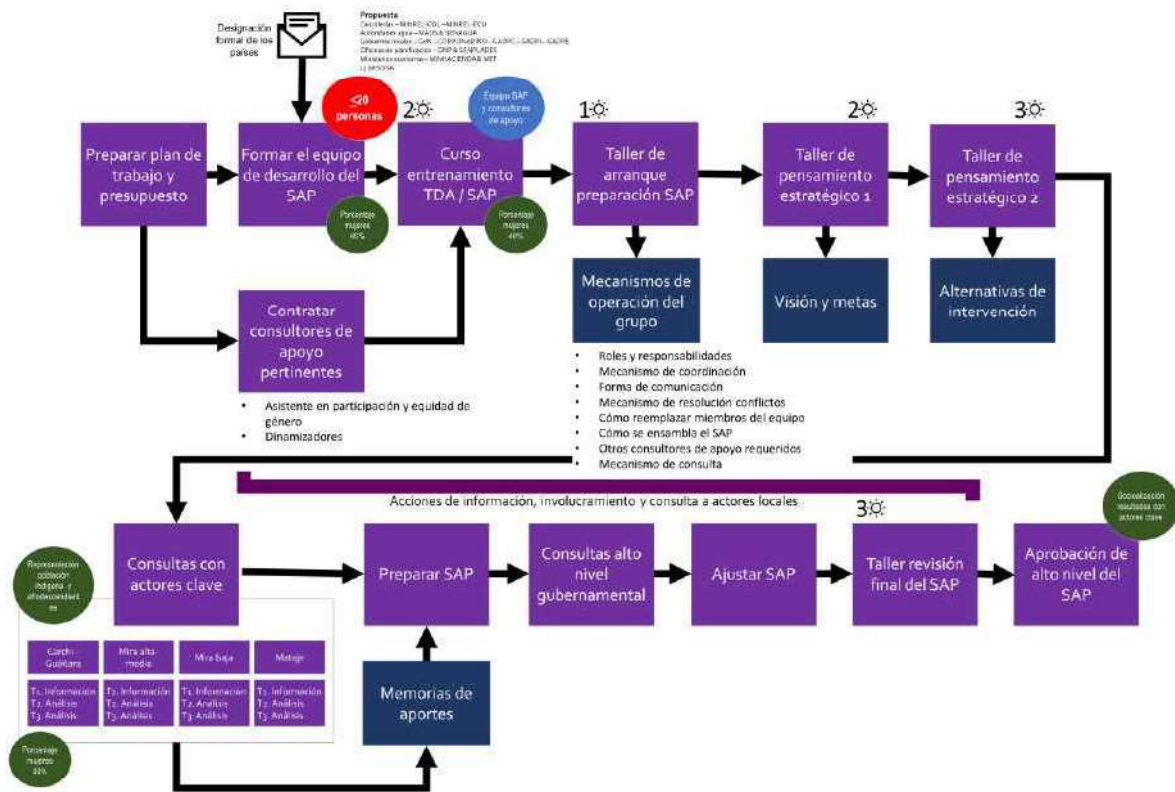 Designación
formal de los
países
Propuesta
≤20
personas
2
Equipo SAP
y consultores
de apoyo
1
2
3
Preparar plan de
trabajo y
presupuesto
Formar el equipo
de desarrollo del
SAP
Curso
entrenamiento
TDA / SAP
Taller de
arranque
preparación SAP
Taller de
pensamiento
estratégico 1
Taller de
pensamiento
estratégico 2
Porcentaje
mujeres
Porcentaje
mujeres
Contratar
consultores de
apoyo
pertinentes
Mecanismos de
operación del
grupo
Visión y metas
Alternativas de
intervención
• Asistente en participación y equidad de
género
• Dinamizadores
• Roles y responsabilidades
• Mecanismo de coordinación
• Forma de comunicación
• Mecanismo de resolución conflictos
• Cómo reemplazar miembros del equipo
• Cómo se ensambla el SAP
• Otros consultores de apoyo requeridos
• Mecanismo de consulta
Acciones de información, involucramiento y consulta a actores locales
3
Socialización
resultados con
actores clave
Representación
población
indígena y
afrodescendient
es
Consultas con
actores clave
Preparar SAP
Consultas alto
nivel
gubernamental
Ajustar SAP
Taller revisión
final del SAP
Aprobación de
alto nivel del
SAP
Carchi-
Guáitara
Mira alta-
media
Mira baja
Mataje
T1. Información
T2. Análisis
T3. Análisis
T1. Información
T2. Análisis
T3. Análisis
T1. Información
T2. Análisis
T3. Análisis
T1. Información
T2. Análisis
T3. Análisis
Memorias de
aportes
Porcentaje
mujeres